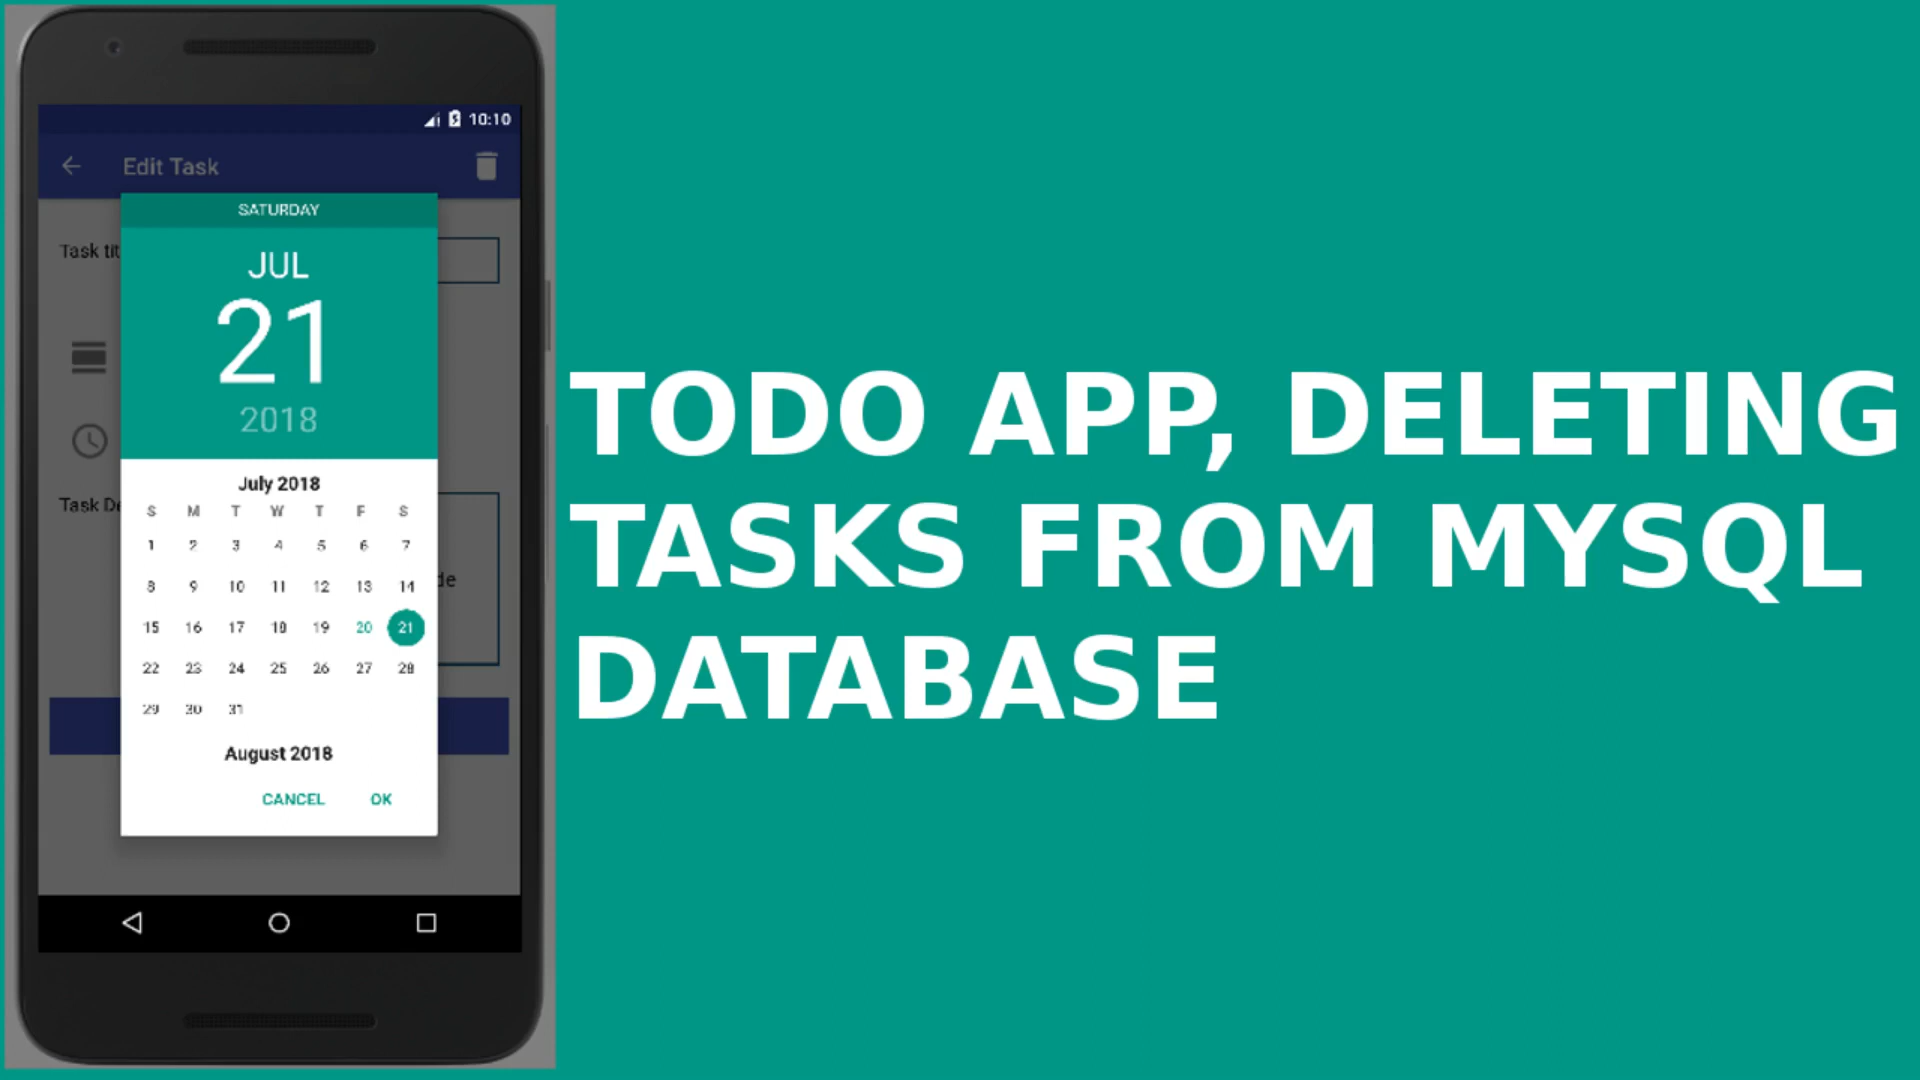 10:10
Edit Task
SATURDAY
JUL
21
2018
Task tit
July 2018
S M T W T F S
1 2 3 4 5 6 7
8 9 10 11 12 13 14
15 16 17 18 19 20 21
22 23 24 25 26 27 28
29 30 31
Task De
de
August 2018
CANCEL OK
TODO APP, DELETING
TASKS FROM MYSQL
DATABASE